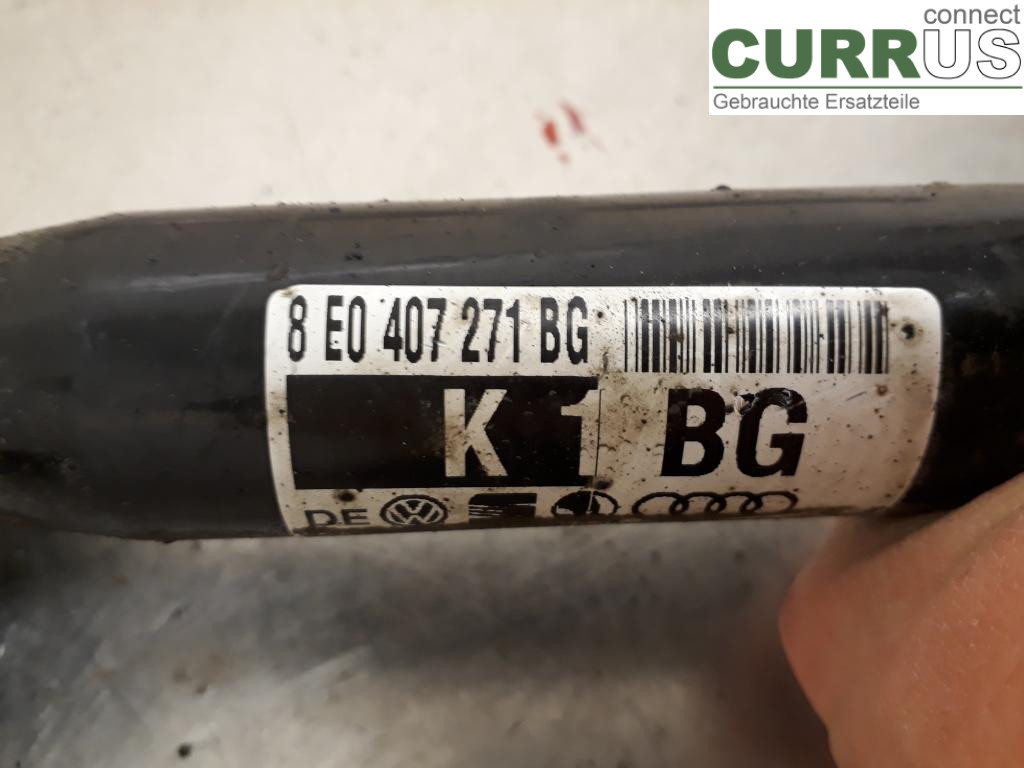 connect
CURRUS
Gebrauchte Ersatzteile
8 E0 407 271 BG
K 1 BG
DE